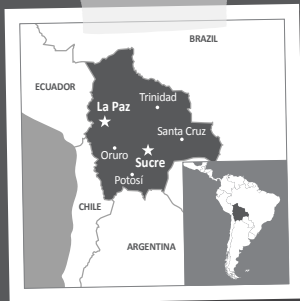 BRAZIL
ECUADOR
Trinidad
La Paz
Santa Cruz
Oruro
Sucre
Potosí
CHILE
ARGENTINA